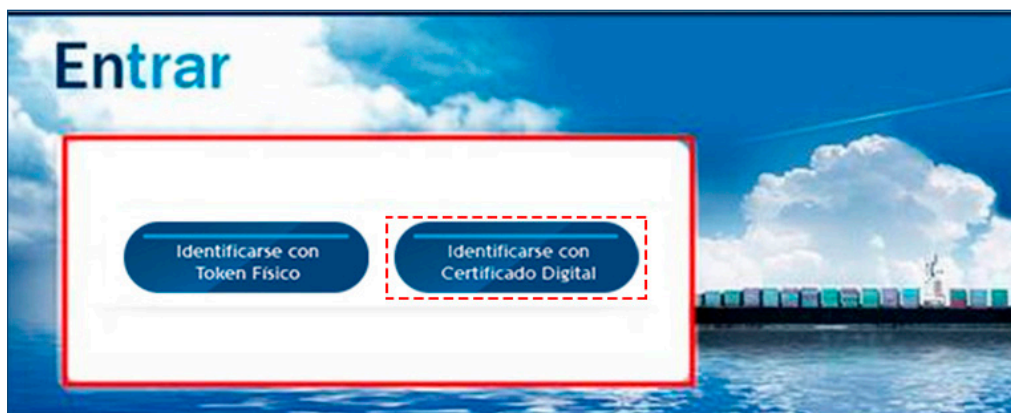 Entrar
Identificarse con
Token Físico
Identificarse con
Certificado Digital